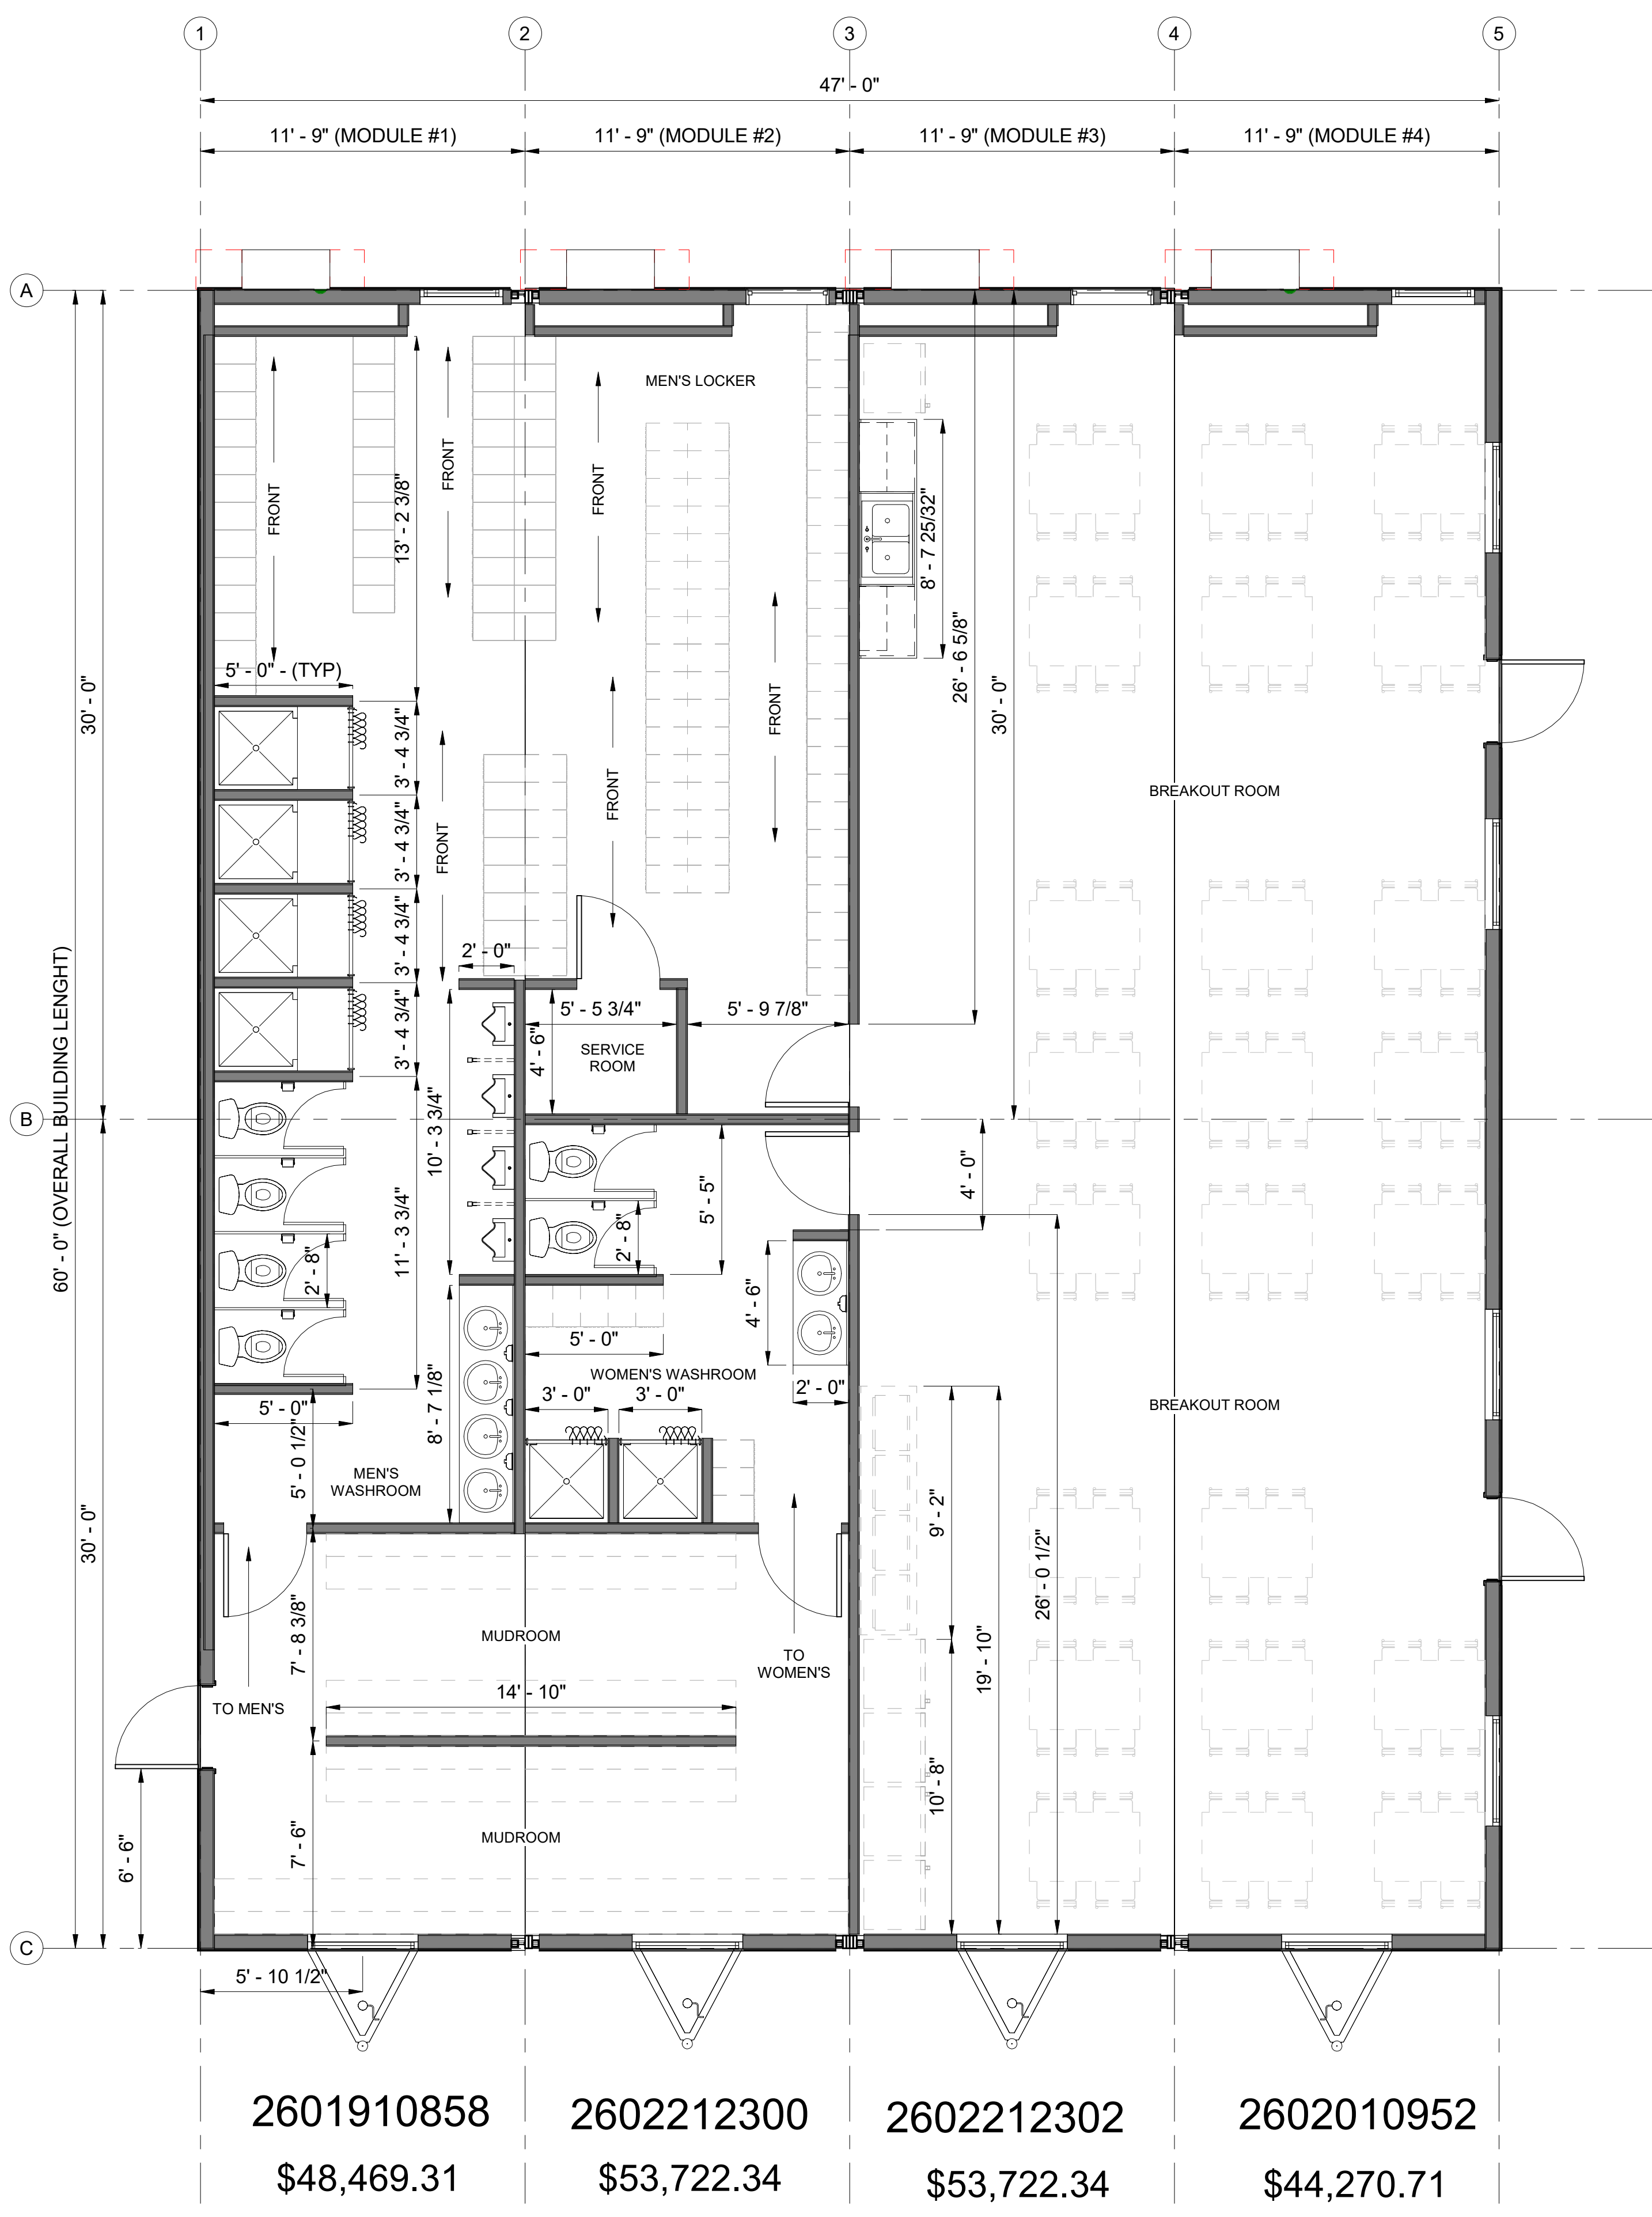 1
2
3
4
5
47' - 0"
11' - 9" (MODULE #1)
11' - 9" (MODULE #2)
11' - 9" (MODULE #3)
11' - 9" (MODULE #4)
A
MEN'S LOCKER
FRONT
13' - 2 3/8"
FRONT
FRONT
8' - 7 25/32"
5' - 0" - (TYP)
30' - 0"
26' - 6 5/8"
30' - 0"
FRONT
3' - 4 3/4"
3' - 4 3/4"
3' - 4 3/4"
3' - 4 3/4"
FRONT
FRONT
BREAKOUT ROOM
2' - 0"
5' - 5 3/4"
5' - 9 7/8"
4' - 6"
SERVICE
ROOM
60' - 0" (OVERALL BUILDING LENGHT)
B
10' - 3 3/4"
11' - 3 3/4"
2' - 8"
2' - 8"
5' - 5"
4' - 0"
4' - 6"
5' - 0"
WOMEN'S WASHROOM
3' - 0"
3' - 0"
2' - 0"
BREAKOUT ROOM
5' - 0"
5' - 0 1/2"
8' - 7 1/8"
MEN'S
WASHROOM
30' - 0"
9' - 2"
26' - 0 1/2"
7' - 8 3/8"
MUDROOM
TO
WOMEN'S
19' - 10"
14' - 10"
TO MEN'S
10' - 8"
6' - 6"
7' - 6"
MUDROOM
C
5' - 10 1/2"
2601910858
2602212300
2602212302
2602010952
$48,469.31
$53,722.34
$53,722.34
$44,270.71